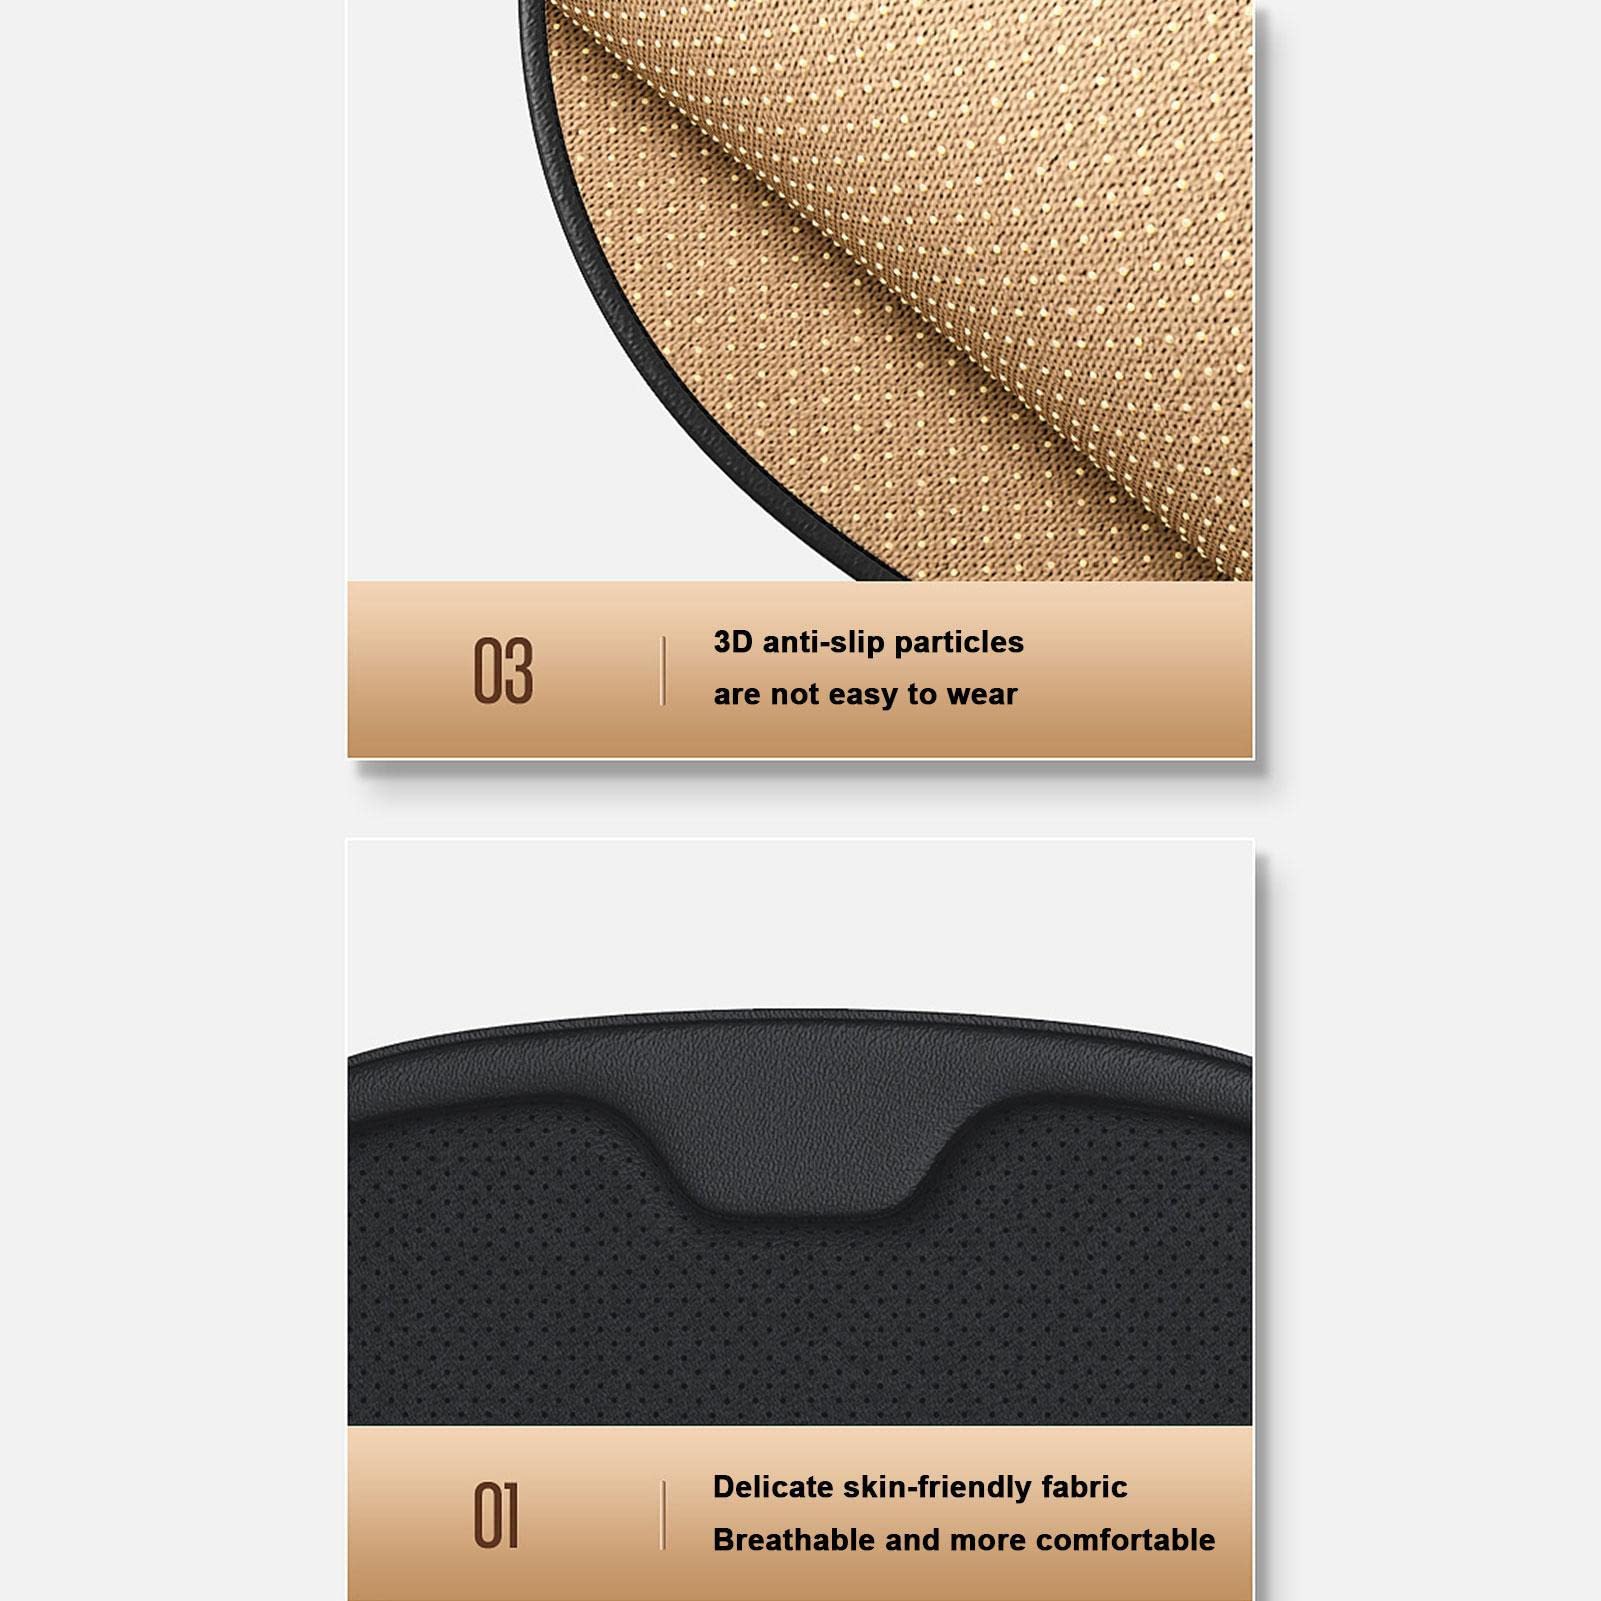 03
3D anti-slip particles
are not easy to wear
01
Delicate skin-friendly fabric
Breathable and more comfortable